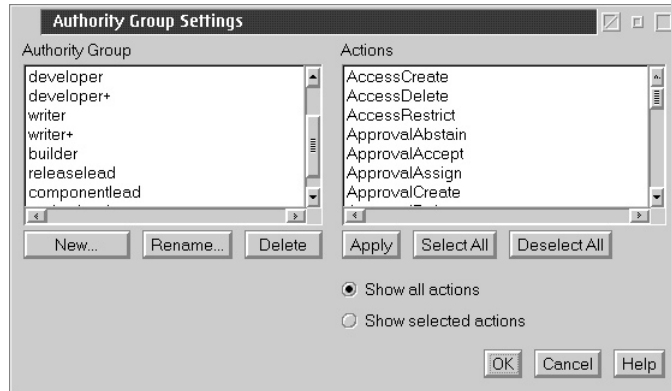 Authority Group Settings
Authority Group
developer
developer+
writer
writer+
builder
releaselead
componentlead
New...
Rename...
Delete
Actions
AccessCreate
AccessDelete
AccessRestrict
ApprovalAbstain
ApprovalAccept
ApprovalAssign
ApprovalCreate
Apply
Select All
Deselect All
Show all actions
Show selected actions
OK
Cancel
Help